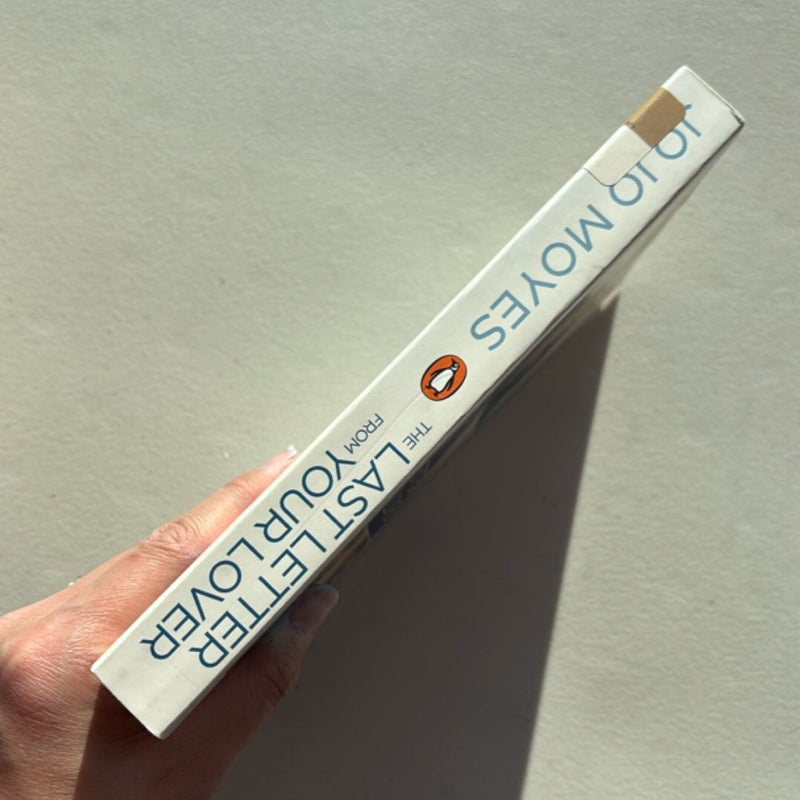 JOJO MOYES
THE LAST LETTER
FROM YOUR LOVER